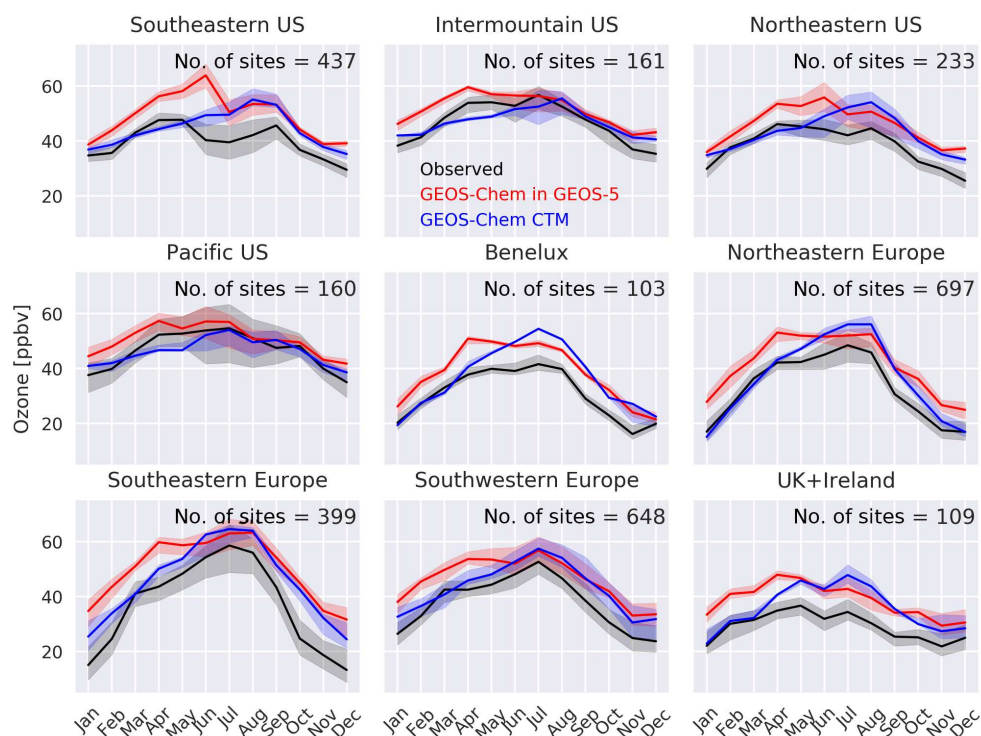 Southeastern US
Intermountain US
Northeastern US
No. of sites = 437
No. of sites = 161
No. of sites = 233
60
40
20
Observed
GEOS-Chem in GEOS-5
GEOS-Chem CTM
Pacific US
Benelux
Northeastern Europe
No. of sites = 160
No. of sites = 103
No. of sites = 697
Ozone [ppbv]
60
40
20
Southeastern Europe
Southwestern Europe
UK+Ireland
No. of sites = 399
No. of sites = 648
No. of sites = 109
60
40
20
Jan Feb Mar Apr May Jun Jul Aug Sep Oct Nov Dec
Jan Feb Mar Apr May Jun Jul Aug Sep Oct Nov Dec
Jan Feb Mar Apr May Jun Jul Aug Sep Oct Nov Dec